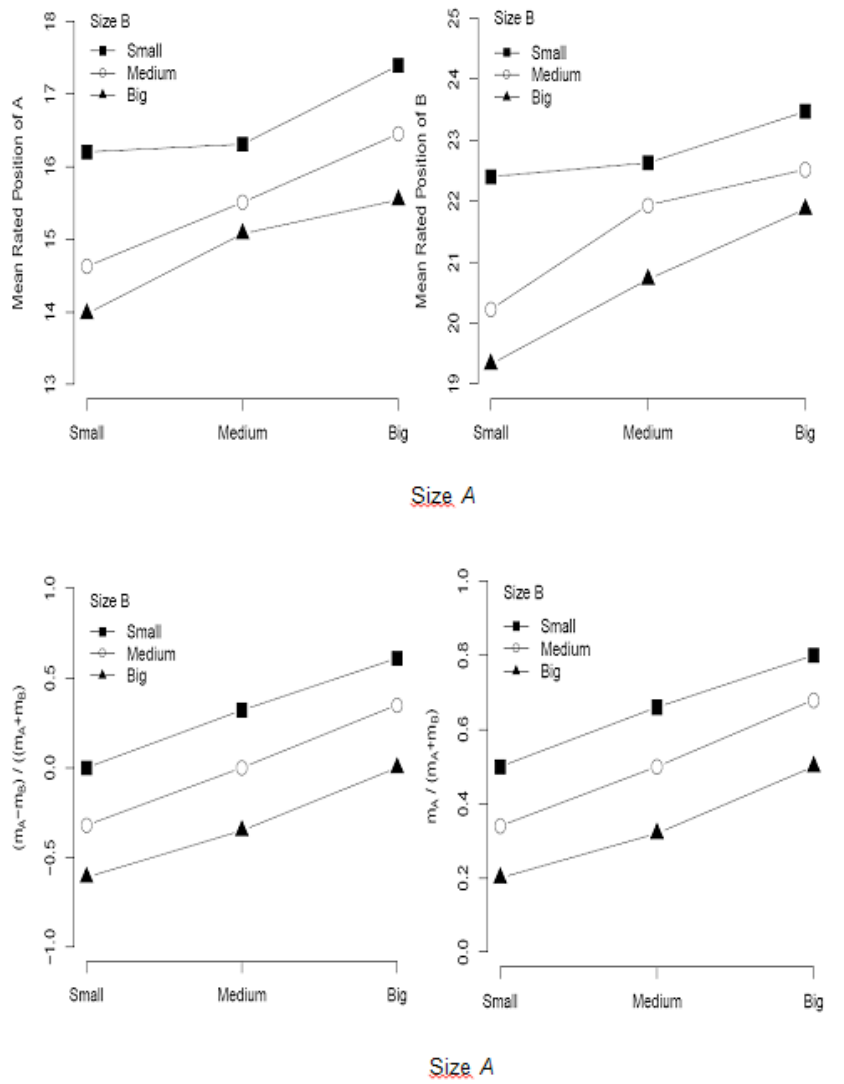 Size B
Small
Medium
Big
Mean Rated Position of A
18
17
16
15
14
13
Small Medium Big
Size B
Small
Medium
Big
Mean Rated Position of B
25
24
23
22
21
20
19
Small Medium Big
Size A
Size B
Small
Medium
Big
(mA−mB) / ((mA+mB)
1.0
0.5
0.0
−0.5
−1.0
Small Medium Big
Size B
Small
Medium
Big
mA / (mA+mB)
1.0
0.8
0.6
0.4
0.2
0.0
Small Medium Big
Size A